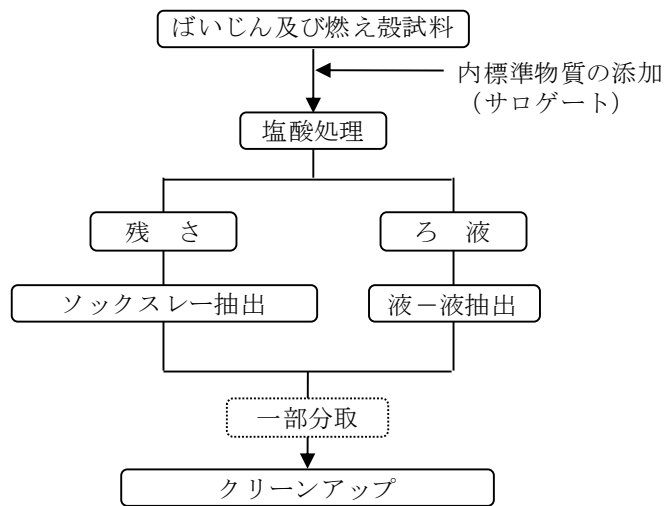 ばいじん及び燃え殻試料
内標準物質の添加
（サロゲート）
塩酸処理
残　さ
ろ　液
ソックスレー抽出
液－液抽出
一部分取
クリーンアップ